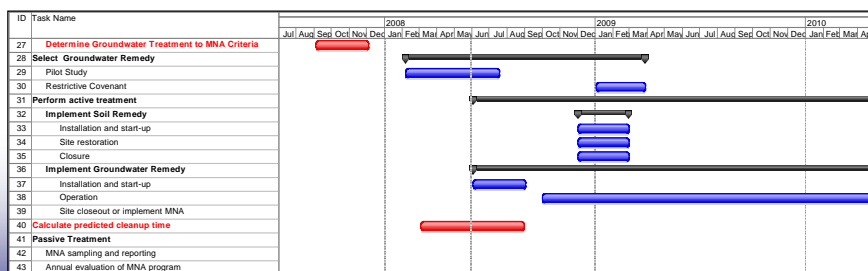 ID Task Name 2008 2009 2010
Jul Aug Sep Oct Nov Dec Jan Feb Mar Apr May Jun Jul Aug Sep Oct Nov Dec Jan Feb Mar Apr May Jun Jul Aug Sep Oct Nov Dec Jan Feb Mar Ap
27 Determine Groundwater Treatment to MNA Criteria
28 Select Groundwater Remedy
29 Pilot Study
30 Restrictive Covenant
31 Perform active treatment
32 Implement Soil Remedy
33 Installation and start-up
34 Site restoration
35 Closure
36 Implement Groundwater Remedy
37 Installation and start-up
38 Operation
39 Site closeout or implement MNA
40 Calculate predicted cleanup time
41 Passive Treatment
42 MNA sampling and reporting
43 Annual evaluation of MNA program